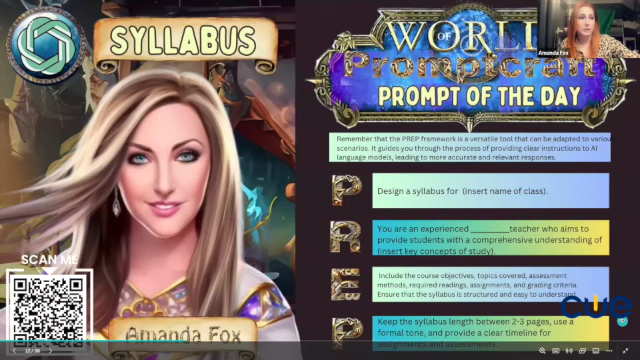 SYLLABUS
WORLD
OF
Promptcraft
PROMPT OF THE DAY
Amanda Fox
Remember that the PREP framework is a versatile tool that can be adapted to various
scenarios. It guides you through the process of providing clear instructions to AI
language models, leading to more accurate and relevant responses.
P
Design a syllabus for (insert name of class).
R
You are an experienced __________teacher who aims to
provide students with a comprehensive understanding of
(insert key concepts of study).
E
Include the course objectives, topics covered, assessment
methods, required readings, assignments, and grading criteria.
Ensure that the syllabus is structured and easy to understand.
P
Keep the syllabus length between 2-3 pages, use a
formal tone, and provide a clear timeline for
assignments and assessments.
SCAN ME
Amanda Fox
cue